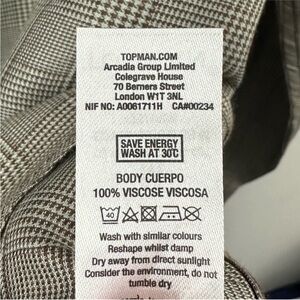 TOPMAN.COM
Arcadia Group Limited
Colegrave House
70 Berners Street
London W1T 3NL
NIF NO: A0081711H CA#00234
SAVE ENERGY
WASH AT 30C
BODY CUERPO
100% VISCOSE VISCOSA
40
Wash with similar colours
Reshape whilst damp
Dry away from direct sunlight
Consider the environment, do not
tumble dry